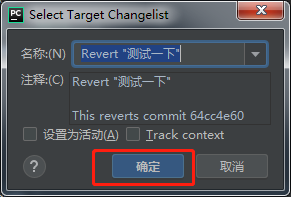 PC Select Target Changelist
名称:(N) Revert "测试一下"
注释:(C) Revert "测试一下"
This reverts commit 64cc4e60
设置为活动(A) Track context
? 确定 取消